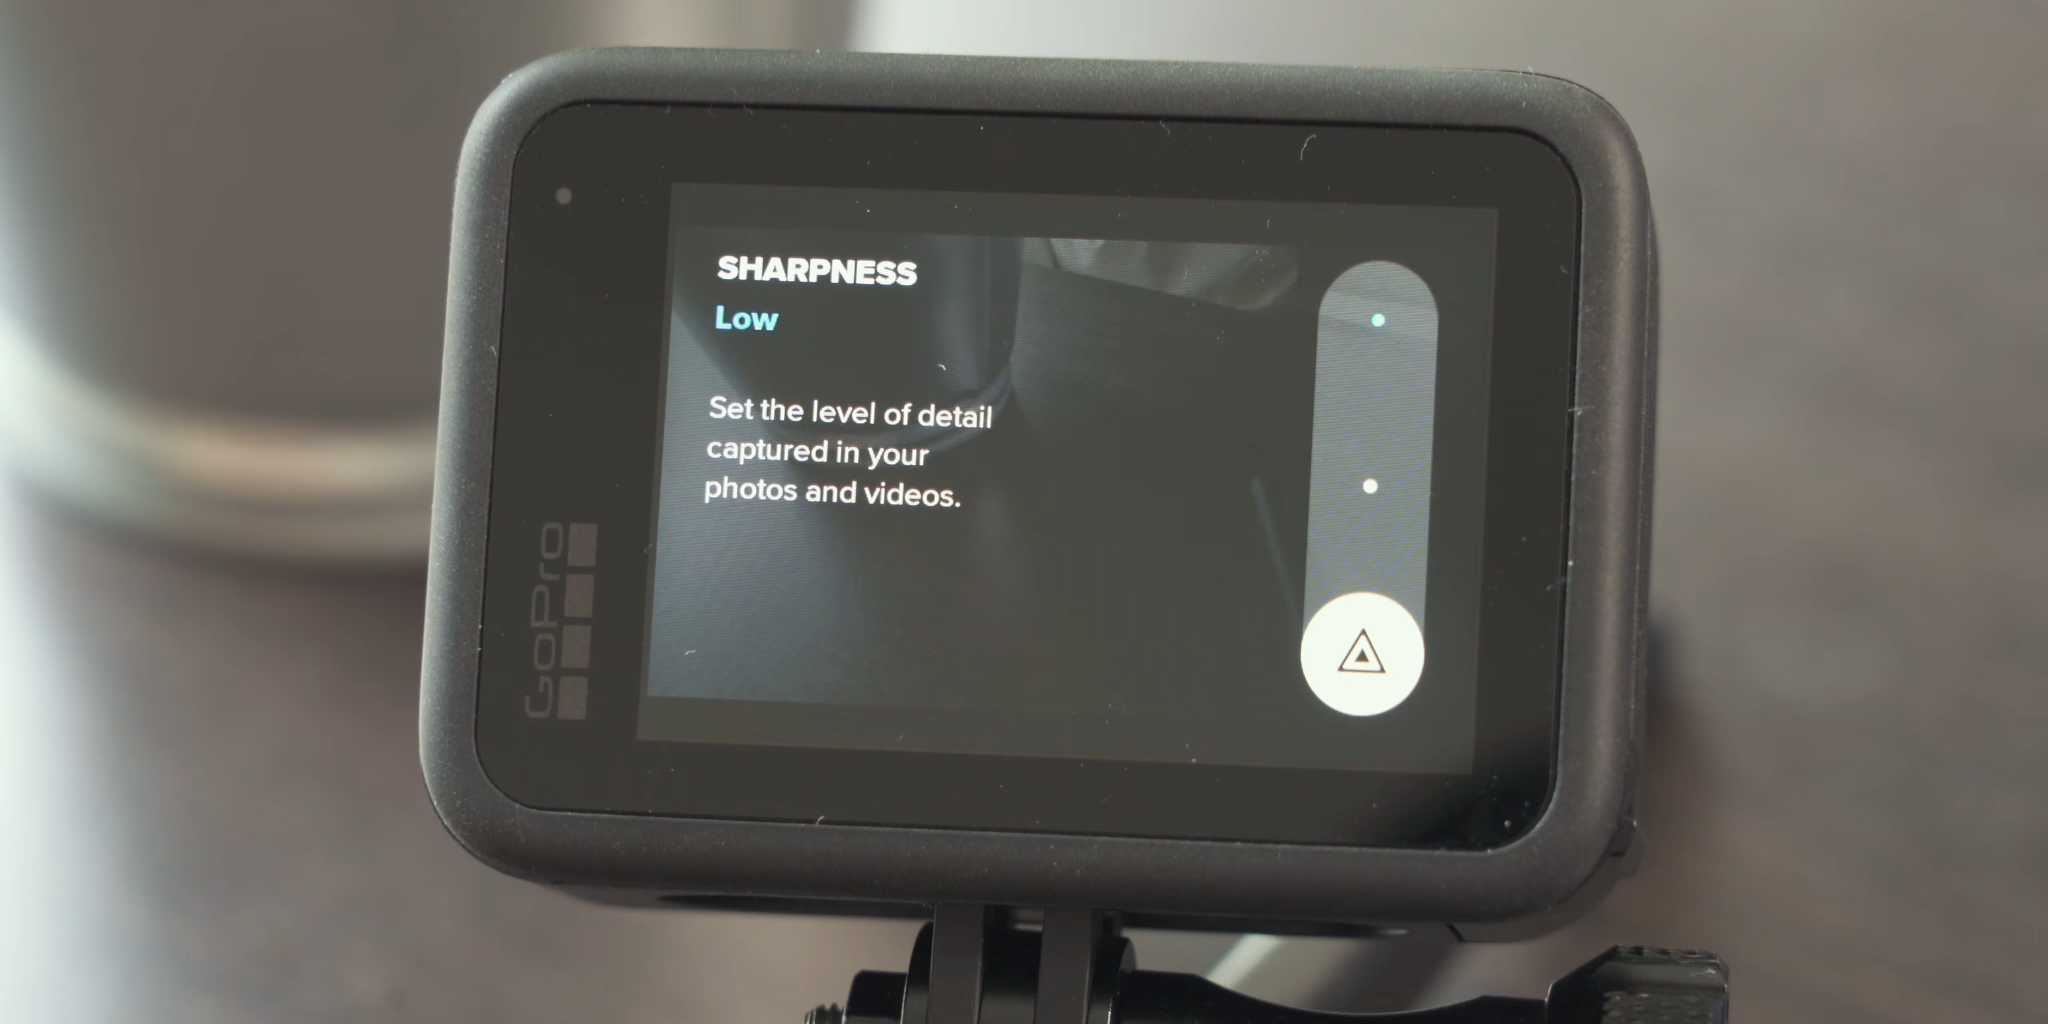 SHARPNESS
Low
Set the level of detail
captured in your
photos and videos.
GoPro